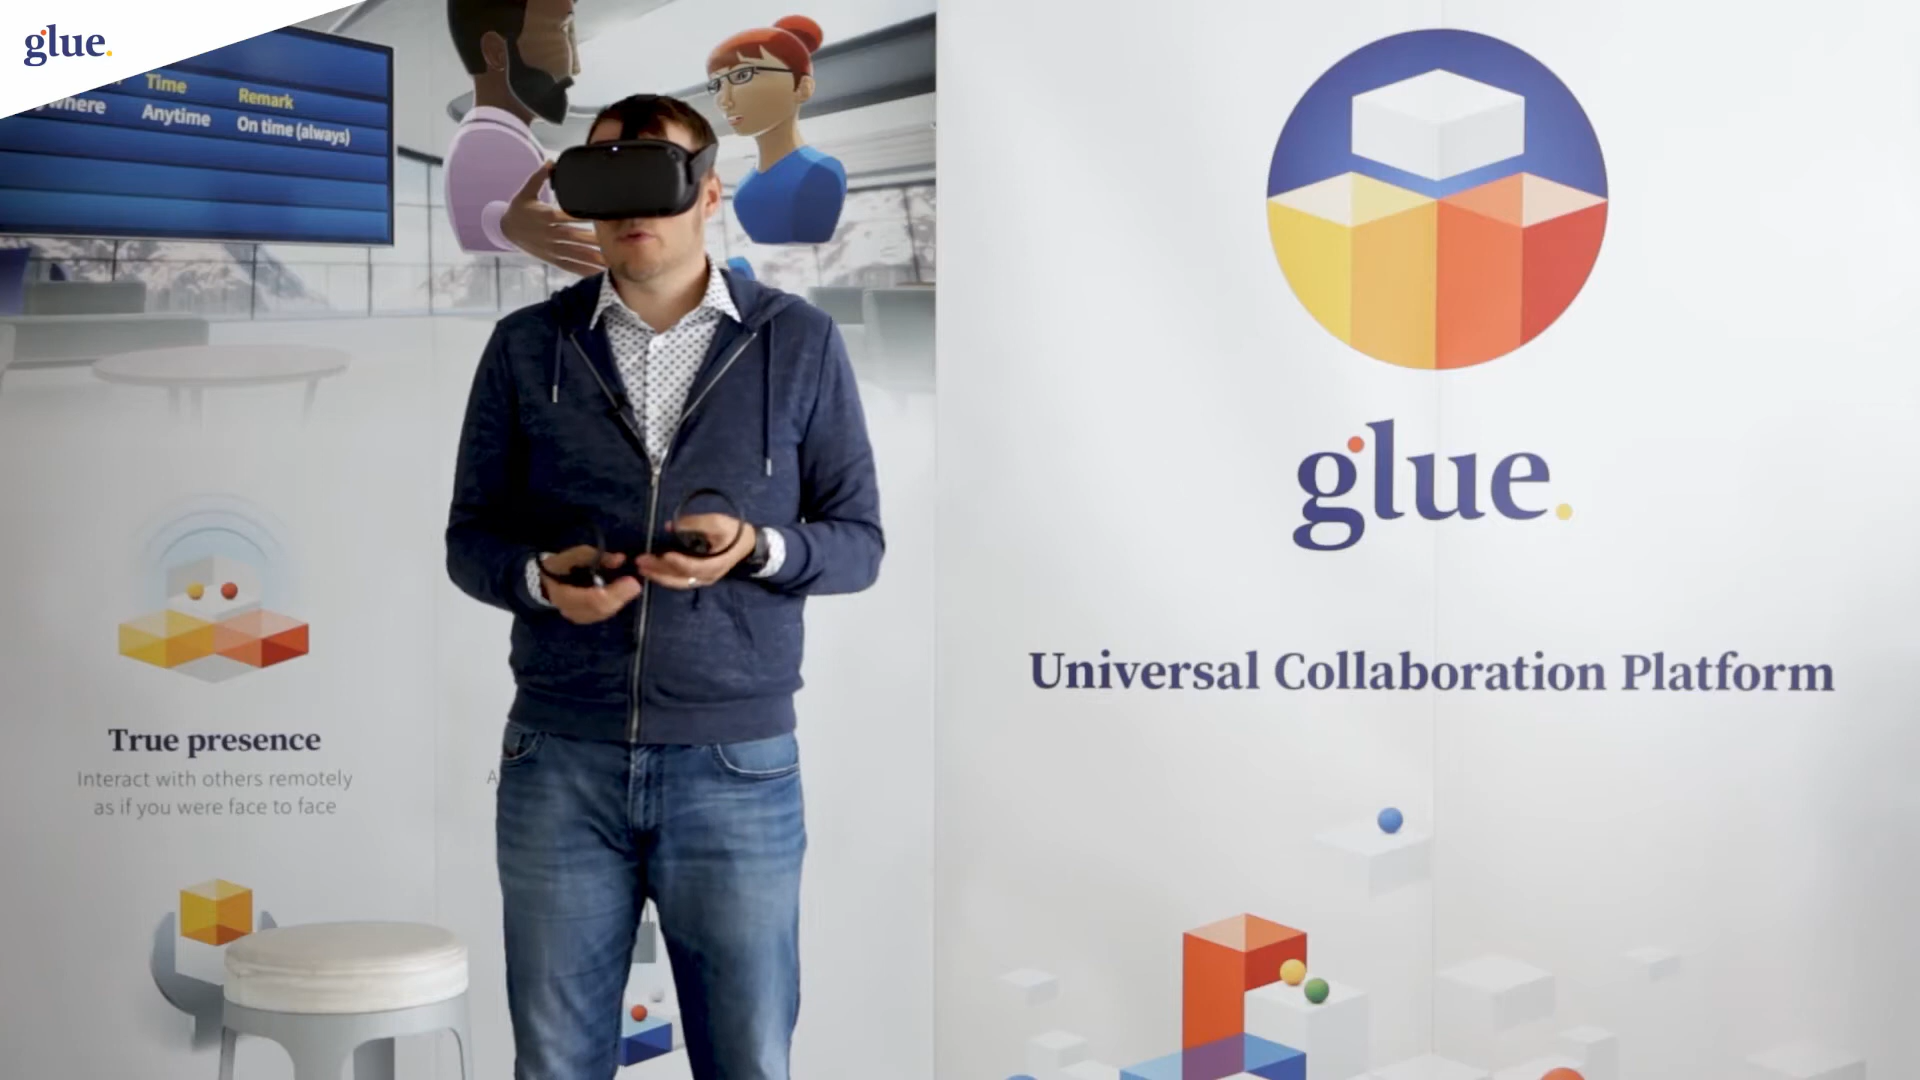 glue.
Time
Remark
where
Anytime
On time (always)
glue.
Universal Collaboration Platform
True presence
Interact with others remotely
as if you were face to face
A